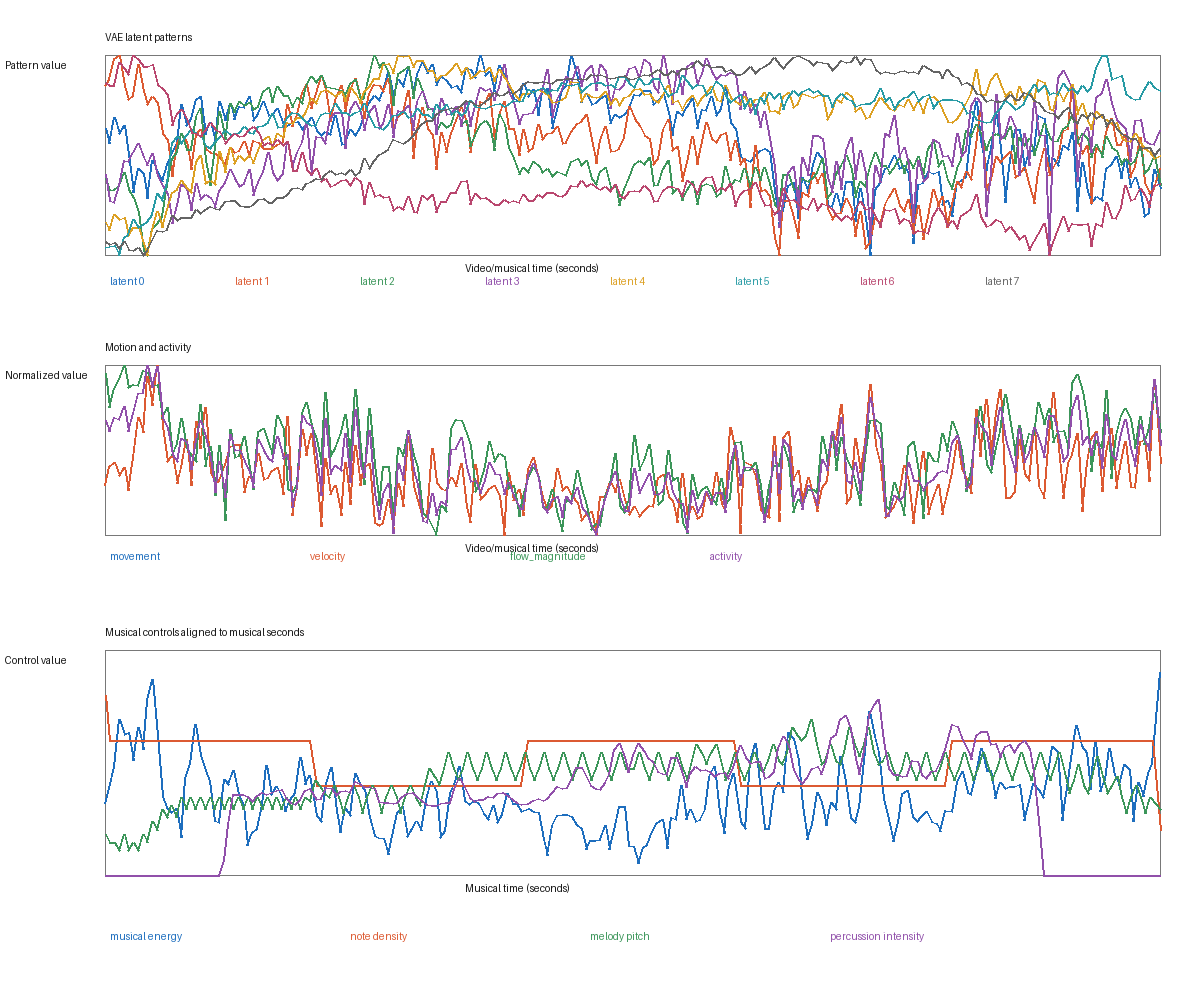 VAE latent patterns
Pattern value
Video/musical time (seconds)
latent 0 latent 1 latent 2 latent 3 latent 4 latent 5 latent 6 latent 7
Motion and activity
Normalized value
Video/musical time (seconds)
movement velocity flow_magnitude activity
Musical controls aligned to musical seconds
Control value
Musical time (seconds)
musical energy note density melody pitch percussion intensity